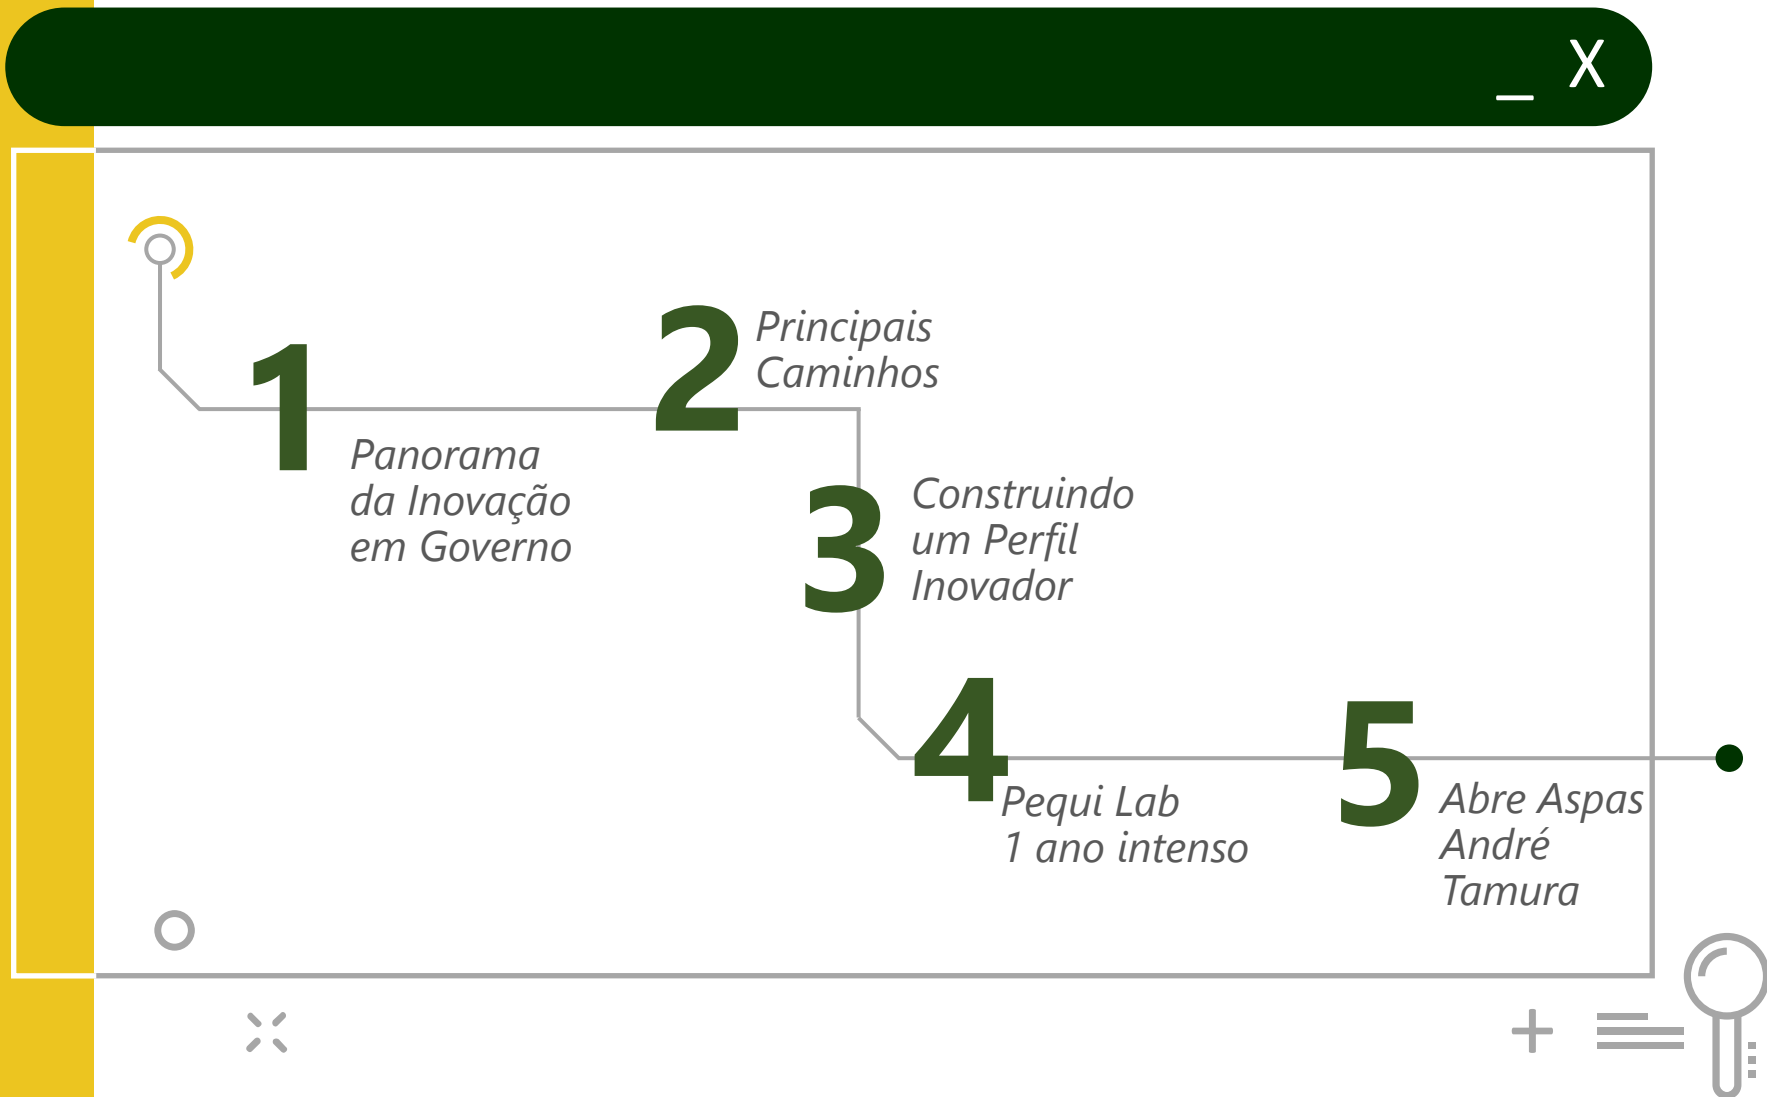 _ X
1
Panorama
da Inovação
em Governo
2
Principais
Caminhos
3
Construindo
um Perfil
Inovador
4
Pequi Lab
1 ano intenso
5
Abre Aspas
André
Tamura